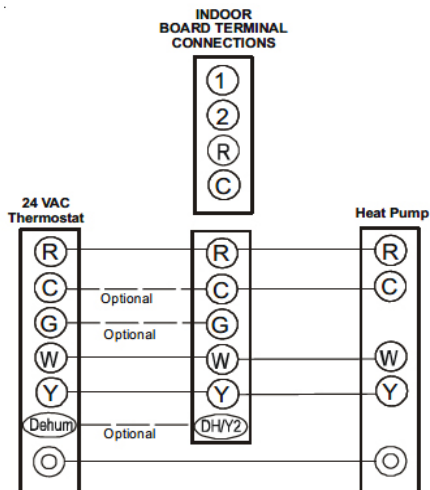 INDOOR
BOARD TERMINAL
CONNECTIONS
1
2
R
C
24 VAC
Thermostat
Heat Pump
R R R
C Optional C C
G Optional G
W W W
Y Y Y
Dehum Optional DH/Y2
O O